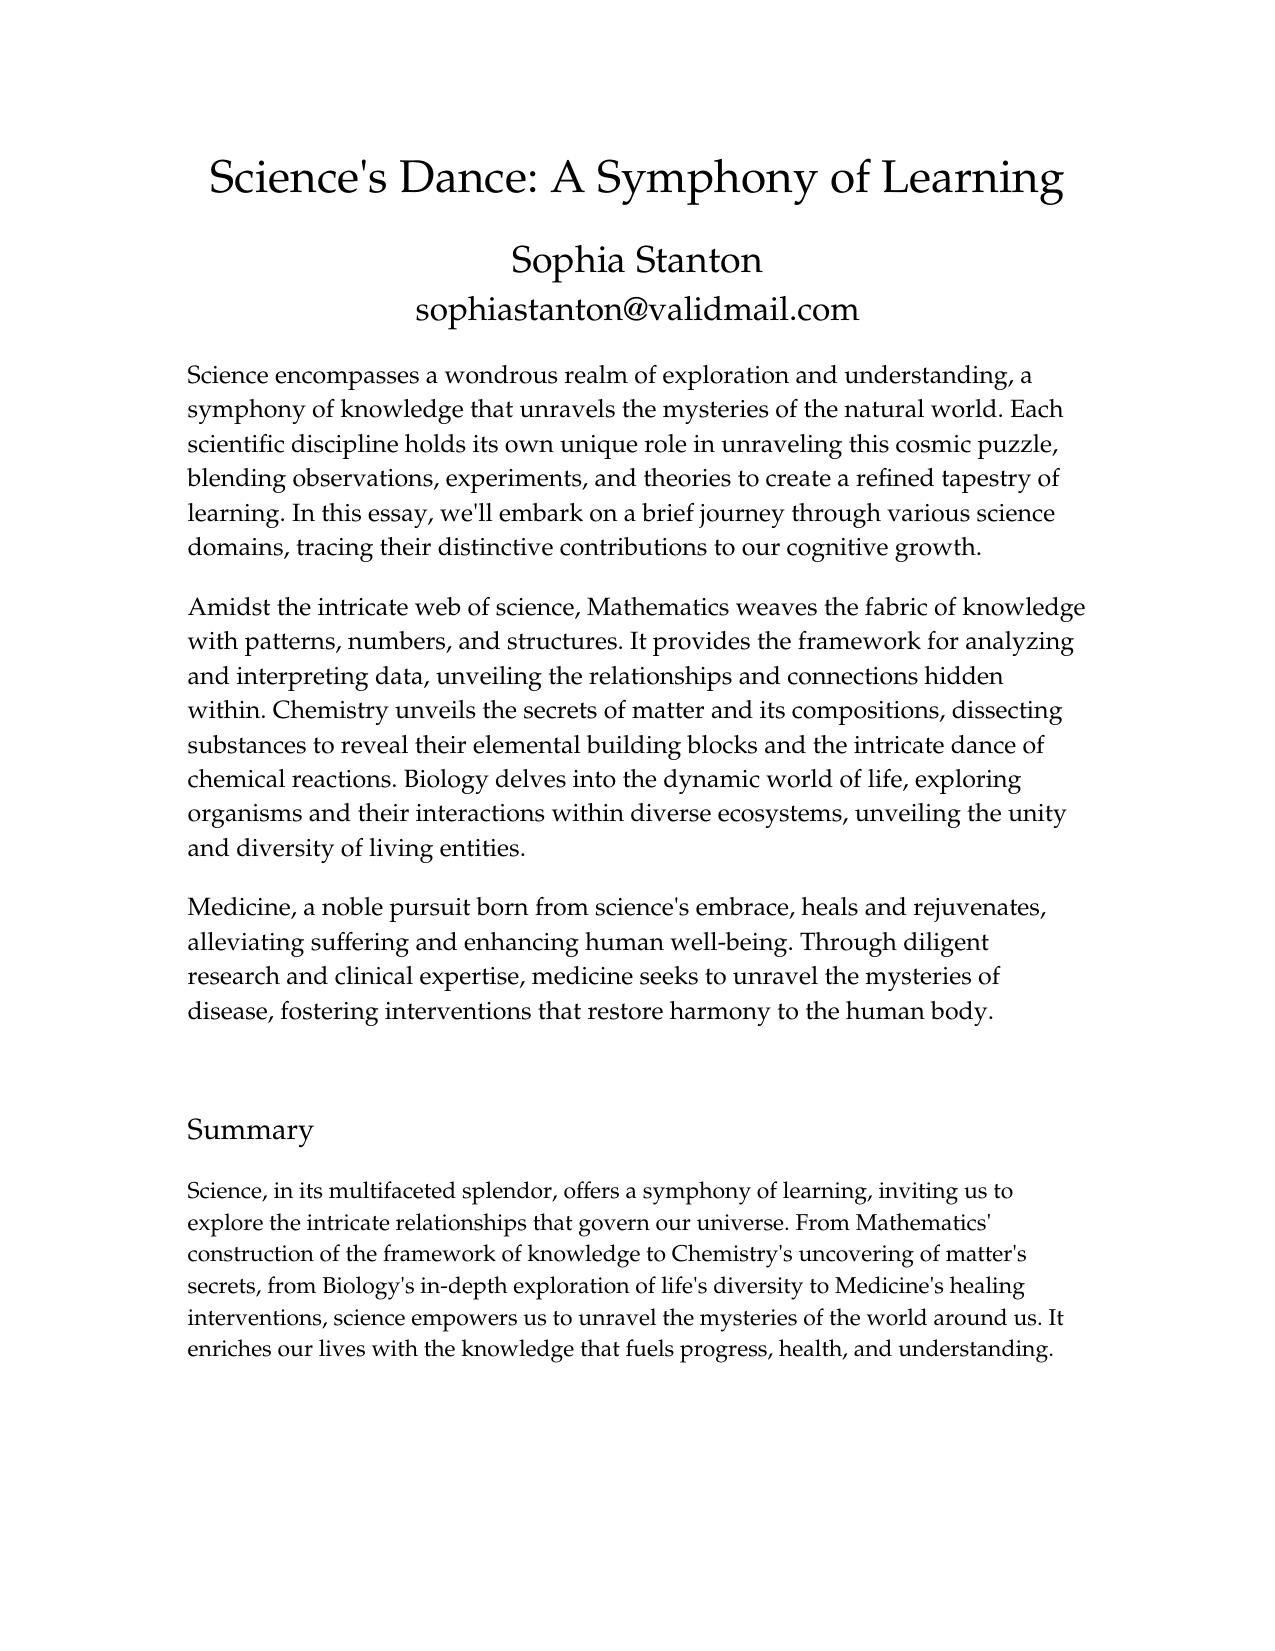 Science's Dance: A Symphony of Learning
Sophia Stanton
sophiastanton@validmail.com
Science encompasses a wondrous realm of exploration and understanding, a
symphony of knowledge that unravels the mysteries of the natural world. Each
scientific discipline holds its own unique role in unraveling this cosmic puzzle,
blending observations, experiments, and theories to create a refined tapestry of
learning. In this essay, we'll embark on a brief journey through various science
domains, tracing their distinctive contributions to our cognitive growth.
Amidst the intricate web of science, Mathematics weaves the fabric of knowledge
with patterns, numbers, and structures. It provides the framework for analyzing
and interpreting data, unveiling the relationships and connections hidden
within. Chemistry unveils the secrets of matter and its compositions, dissecting
substances to reveal their elemental building blocks and the intricate dance of
chemical reactions. Biology delves into the dynamic world of life, exploring
organisms and their interactions within diverse ecosystems, unveiling the unity
and diversity of living entities.
Medicine, a noble pursuit born from science's embrace, heals and rejuvenates,
alleviating suffering and enhancing human well-being. Through diligent
research and clinical expertise, medicine seeks to unravel the mysteries of
disease, fostering interventions that restore harmony to the human body.
Summary
Science, in its multifaceted splendor, offers a symphony of learning, inviting us to
explore the intricate relationships that govern our universe. From Mathematics'
construction of the framework of knowledge to Chemistry's uncovering of matter's
secrets, from Biology's in-depth exploration of life's diversity to Medicine's healing
interventions, science empowers us to unravel the mysteries of the world around us. It
enriches our lives with the knowledge that fuels progress, health, and understanding.